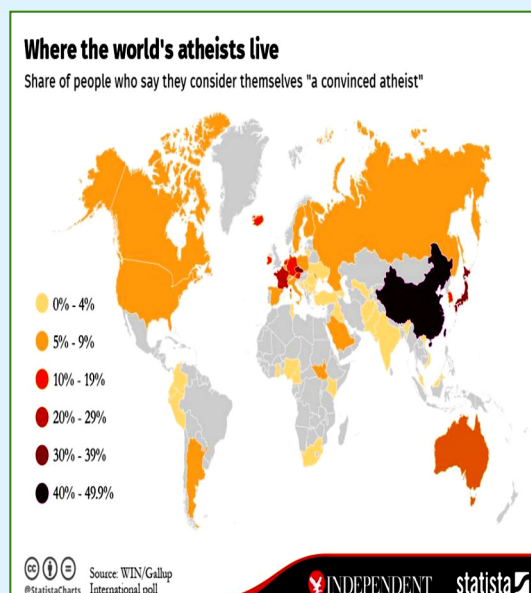 Where the world's atheists live
Share of people who say they consider themselves "a convinced atheist"
0% - 4%
5% - 9%
10% - 19%
20% - 29%
30% - 39%
40% - 49.9%
@StatistaCharts
Source: WIN/Gallup
International poll
INDEPENDENT
statista